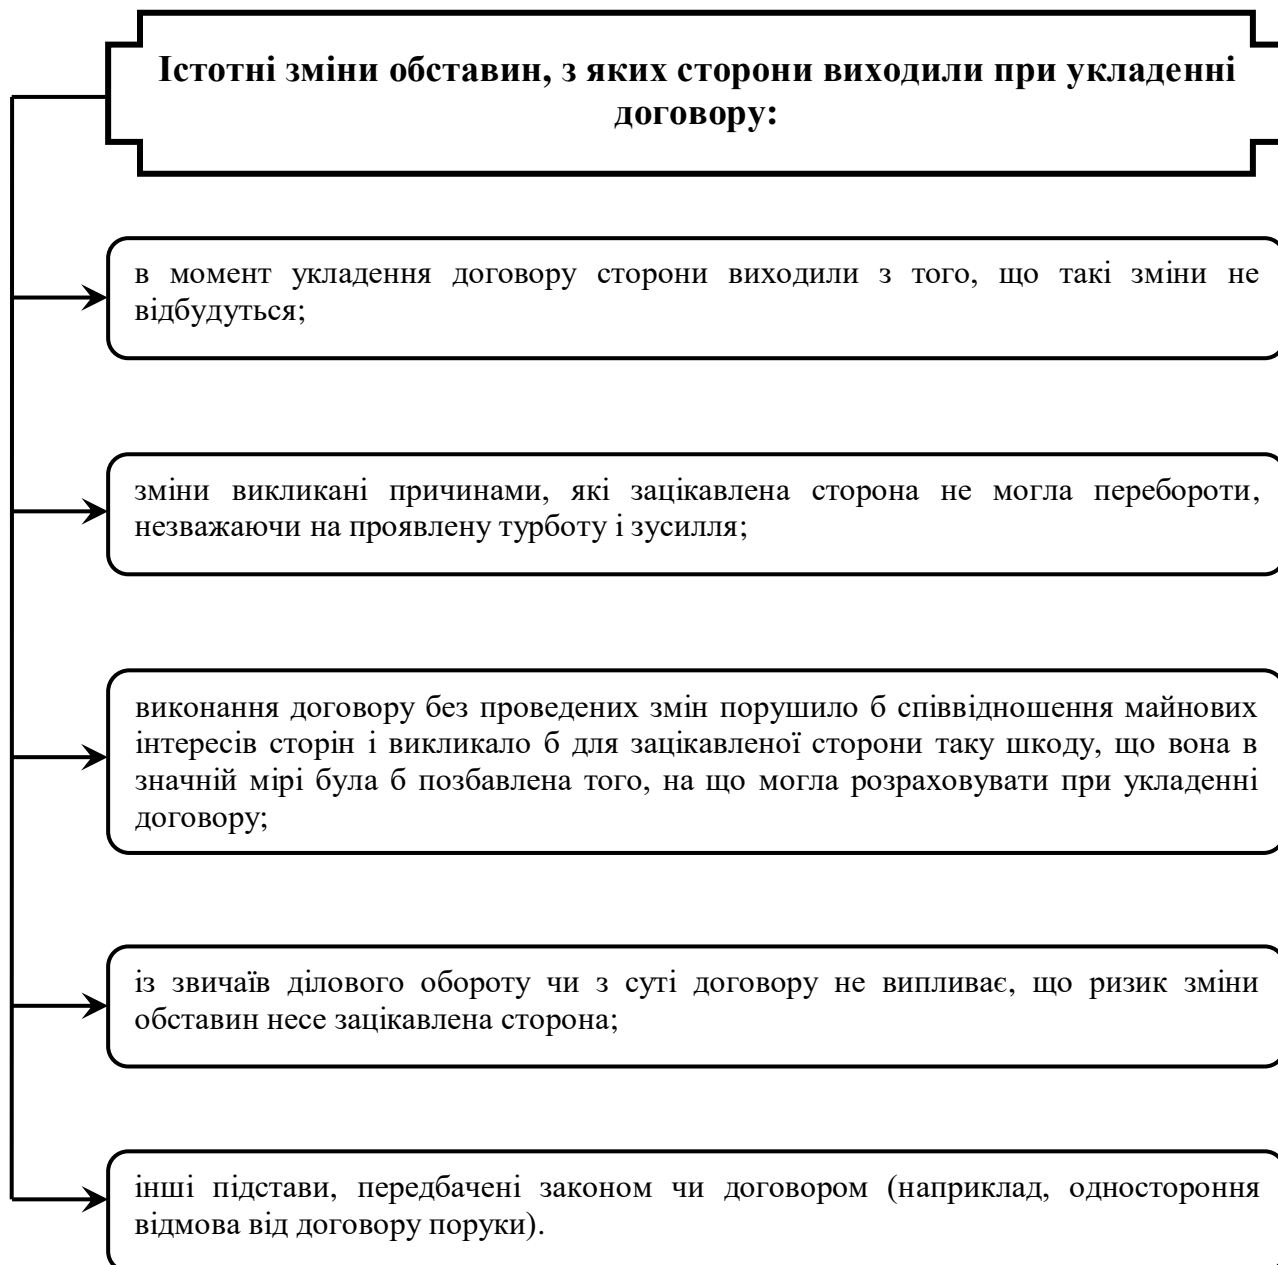 Істотні зміни обставин, з яких сторони виходили при укладенні
договору:
в момент укладення договору сторони виходили з того, що такі зміни не
відбудуться;
зміни викликані причинами, які зацікавлена сторона не могла перебороти,
незважаючи на проявлену турботу і зусилля;
виконання договору без проведених змін порушило б співвідношення майнових
інтересів сторін і викликало б для зацікавленої сторони таку шкоду, що вона в
значній мірі була б позбавлена того, на що могла розраховувати при укладенні
договору;
із звичаїв ділового обороту чи з суті договору не випливає, що ризик зміни
обставин несе зацікавлена сторона;
інші підстави, передбачені законом чи договором (наприклад, одностороння
відмова від договору поруки).